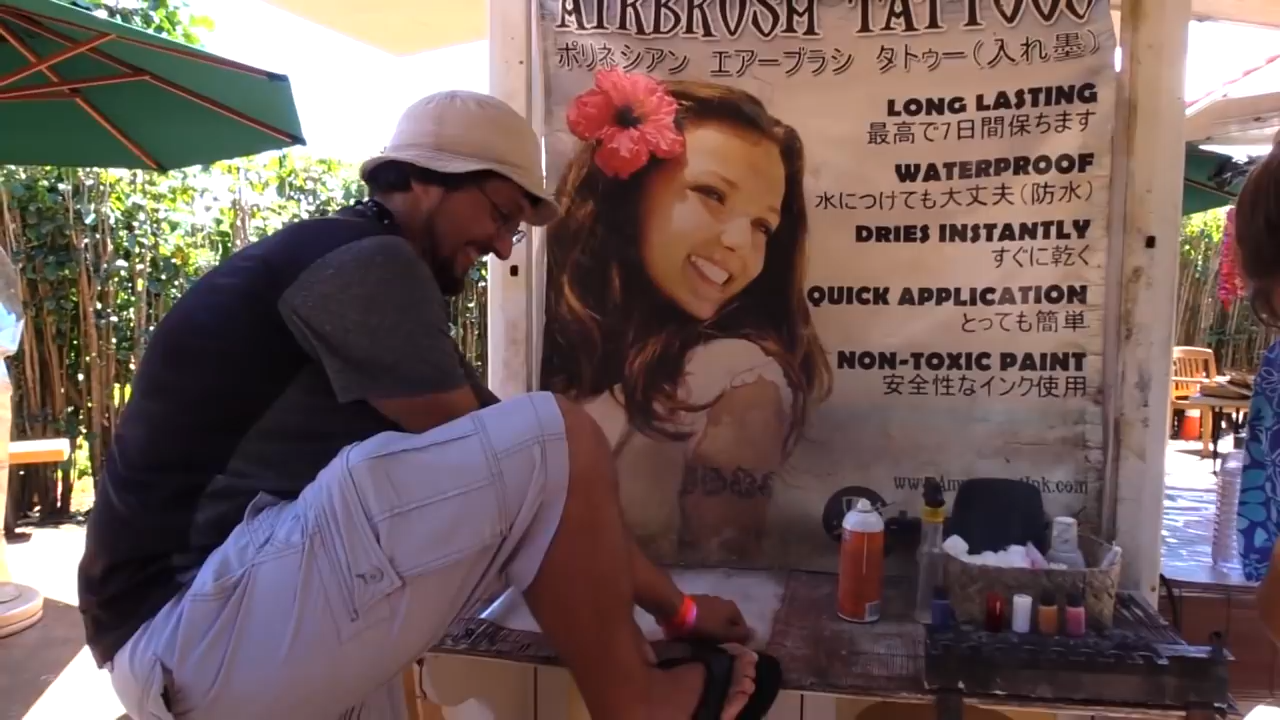 AIRBRUSH TATTOOS
ポリネシアン エアーブラシ タトゥー(入れ墨)
LONG LASTING
最高で7日間保ちます
WATERPROOF
水につけても大丈夫(防水)
DRIES INSTANTLY
すぐに乾く
QUICK APPLICATION
とっても簡単
NON-TOXIC PAINT
安全性なインク使用